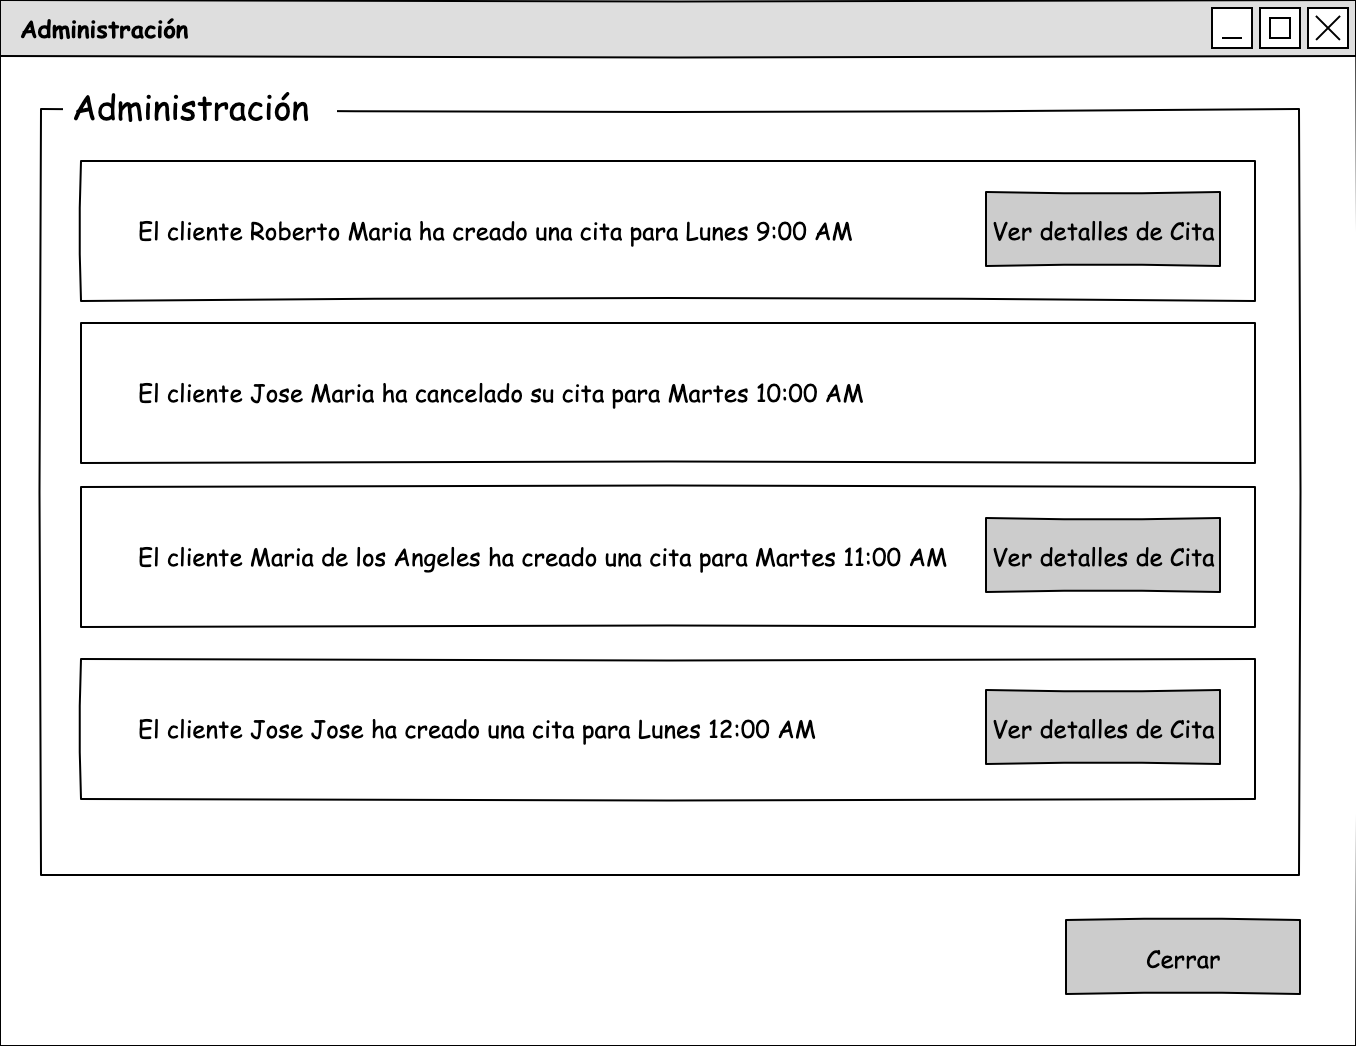 Administración
Administración
El cliente Roberto Maria ha creado una cita para Lunes 9:00 AM
Ver detalles de Cita
El cliente Jose Maria ha cancelado su cita para Martes 10:00 AM
El cliente Maria de los Angeles ha creado una cita para Martes 11:00 AM
Ver detalles de Cita
El cliente Jose Jose ha creado una cita para Lunes 12:00 AM
Ver detalles de Cita
Cerrar